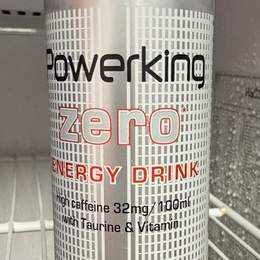 Powerking
zero
ENERGY DRINK
High caffeine 32mg/100ml
with Taurine & Vitamin